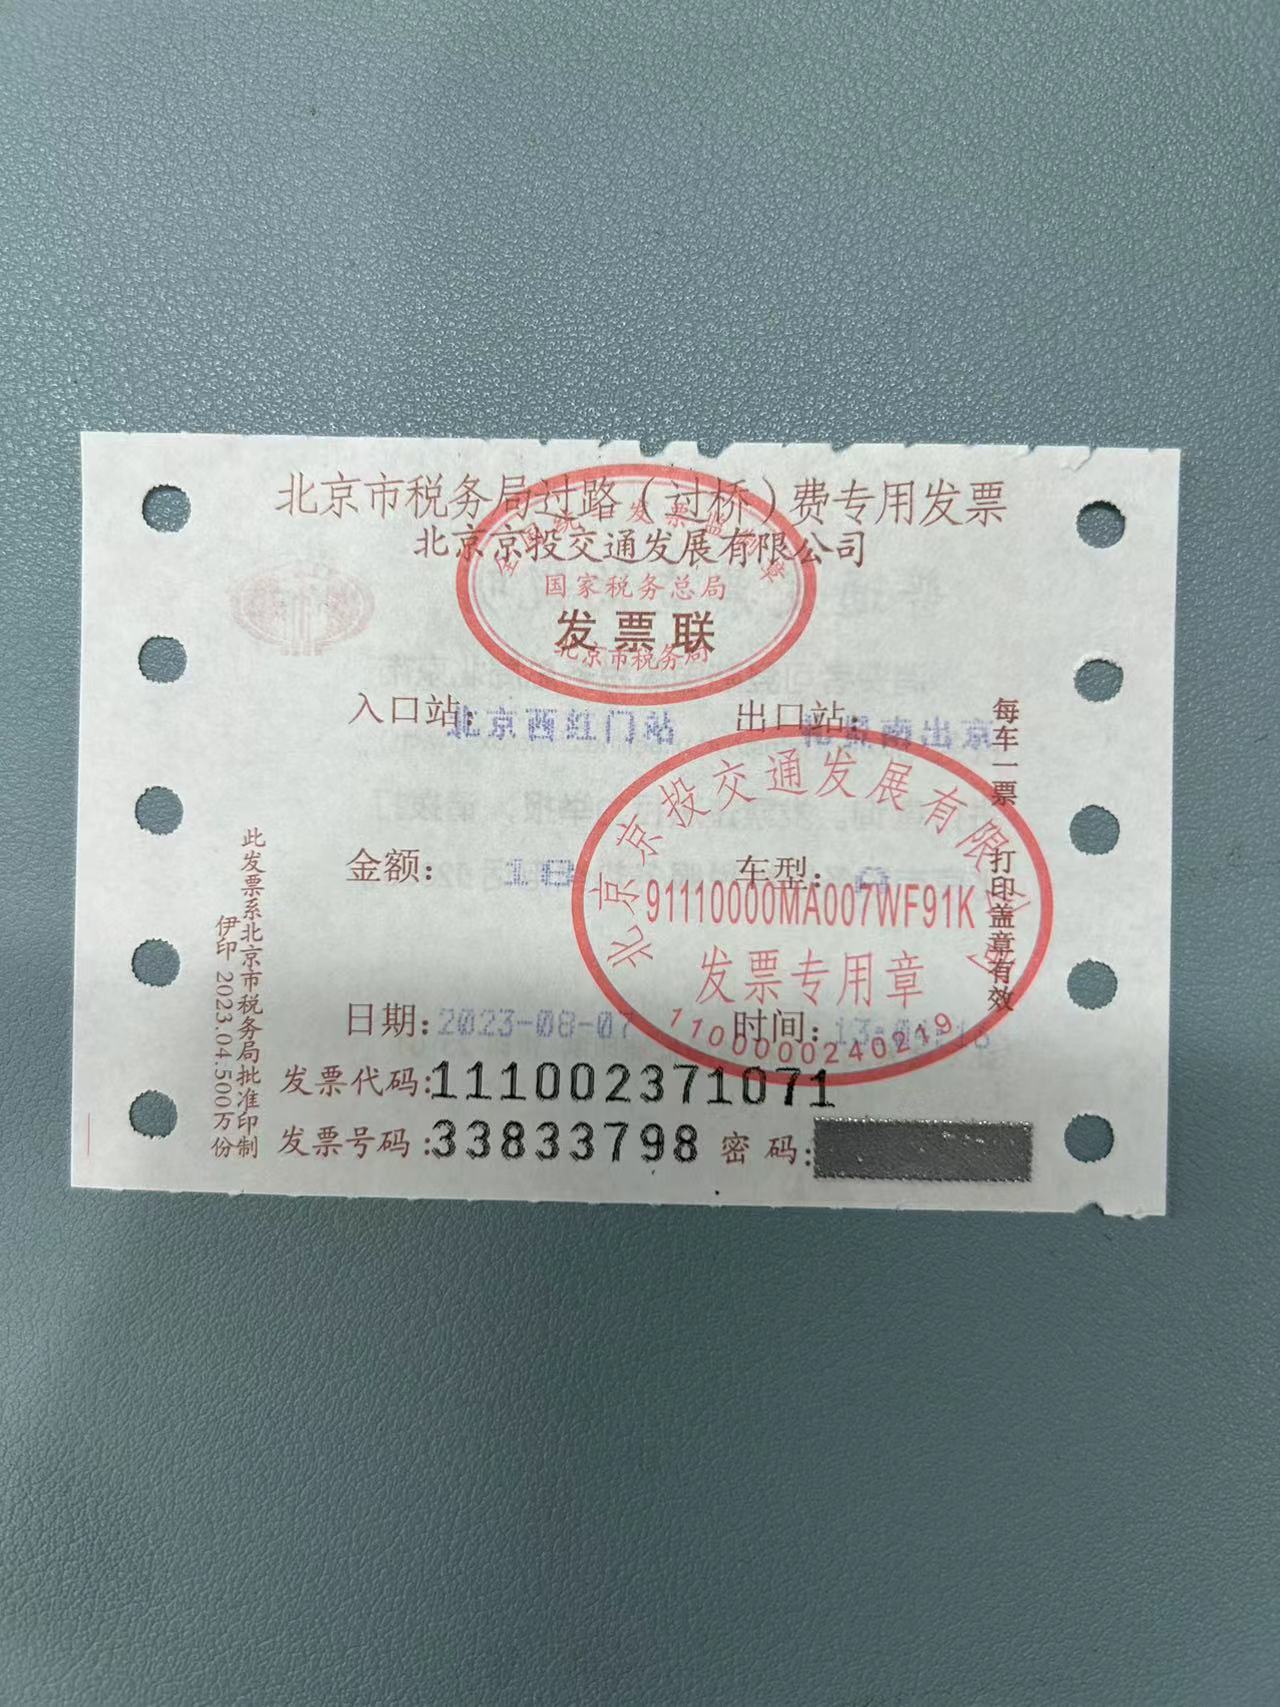 北京市税务局过路（过桥）费专用发票
北京京投交通发展有限公司
全国统一发票监制章
国家税务总局
发票联
北京市税务局
入口站：北京西红门站
出口站：
金额：18
车型：
日期：2023-08-07
时间：
发票代码：111002371071
发票号码：33833798 密码：
北京京投交通发展有限公司
91110000MA007WF91K
发票专用章
1100000240219
每车一票 打印盖章有效
此发票系北京市税务局批准印制
伊印 2023.04.500万份